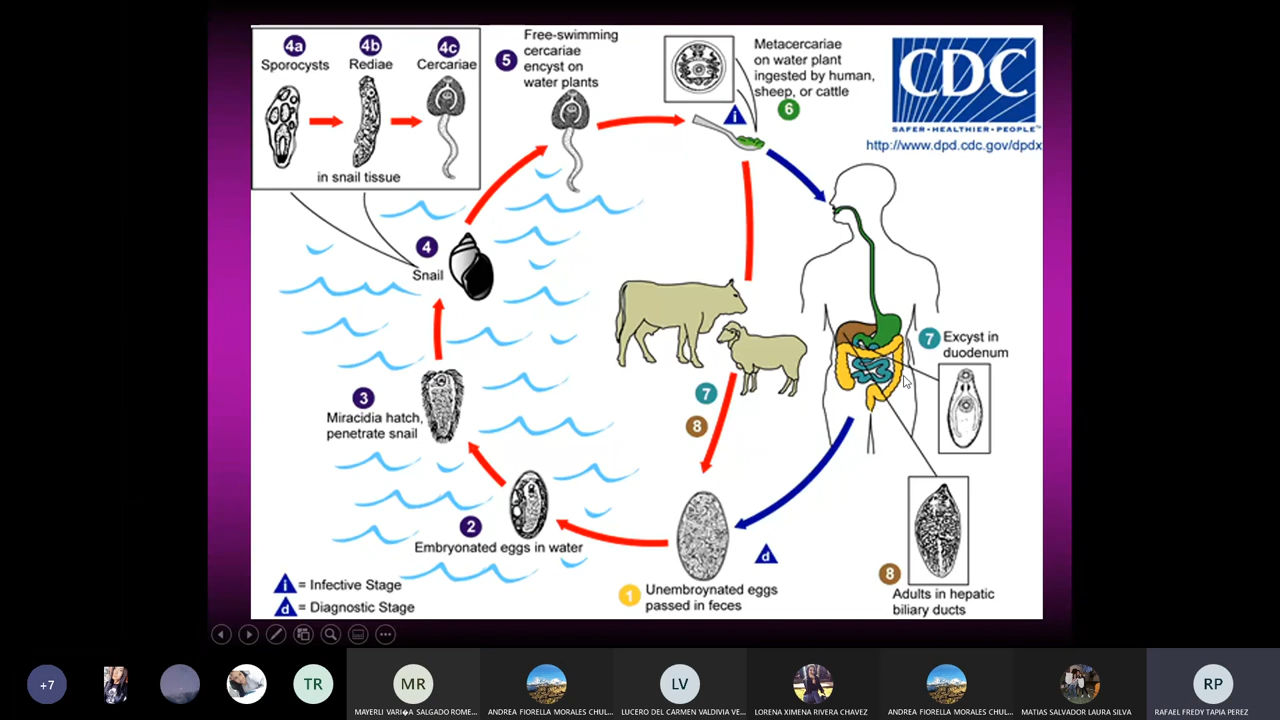 4a
Sporocysts
4b
Rediae
4c
Cercariae
in snail tissue
5
Free-swimming
cercariae
encyst on
water plants
i
Metacercariae
on water plant
ingested by human,
sheep, or cattle
6
CDC
SAFER • HEALTHIER • PEOPLE™
http://www.dpd.cdc.gov/dpdx
4
Snail
7
Excyst in
duodenum
3
Miracidia hatch,
penetrate snail
7
8
2
Embryonated eggs in water
d
1
Unembroynated eggs
passed in feces
8
Adults in hepatic
biliary ducts
i = Infective Stage
d = Diagnostic Stage
+7
TR
MR
LV
RP
MAYERLI VARI�A SALGADO ROME...
ANDREA FIORELLA MORALES CHUL...
LUCERO DEL CARMEN VALDIVIA VE...
LORENA XIMENA RIVERA CHAVEZ
ANDREA FIORELLA MORALES CHUL...
MATIAS SALVADOR LAURA SILVA
RAFAEL FREDY TAPIA PEREZ